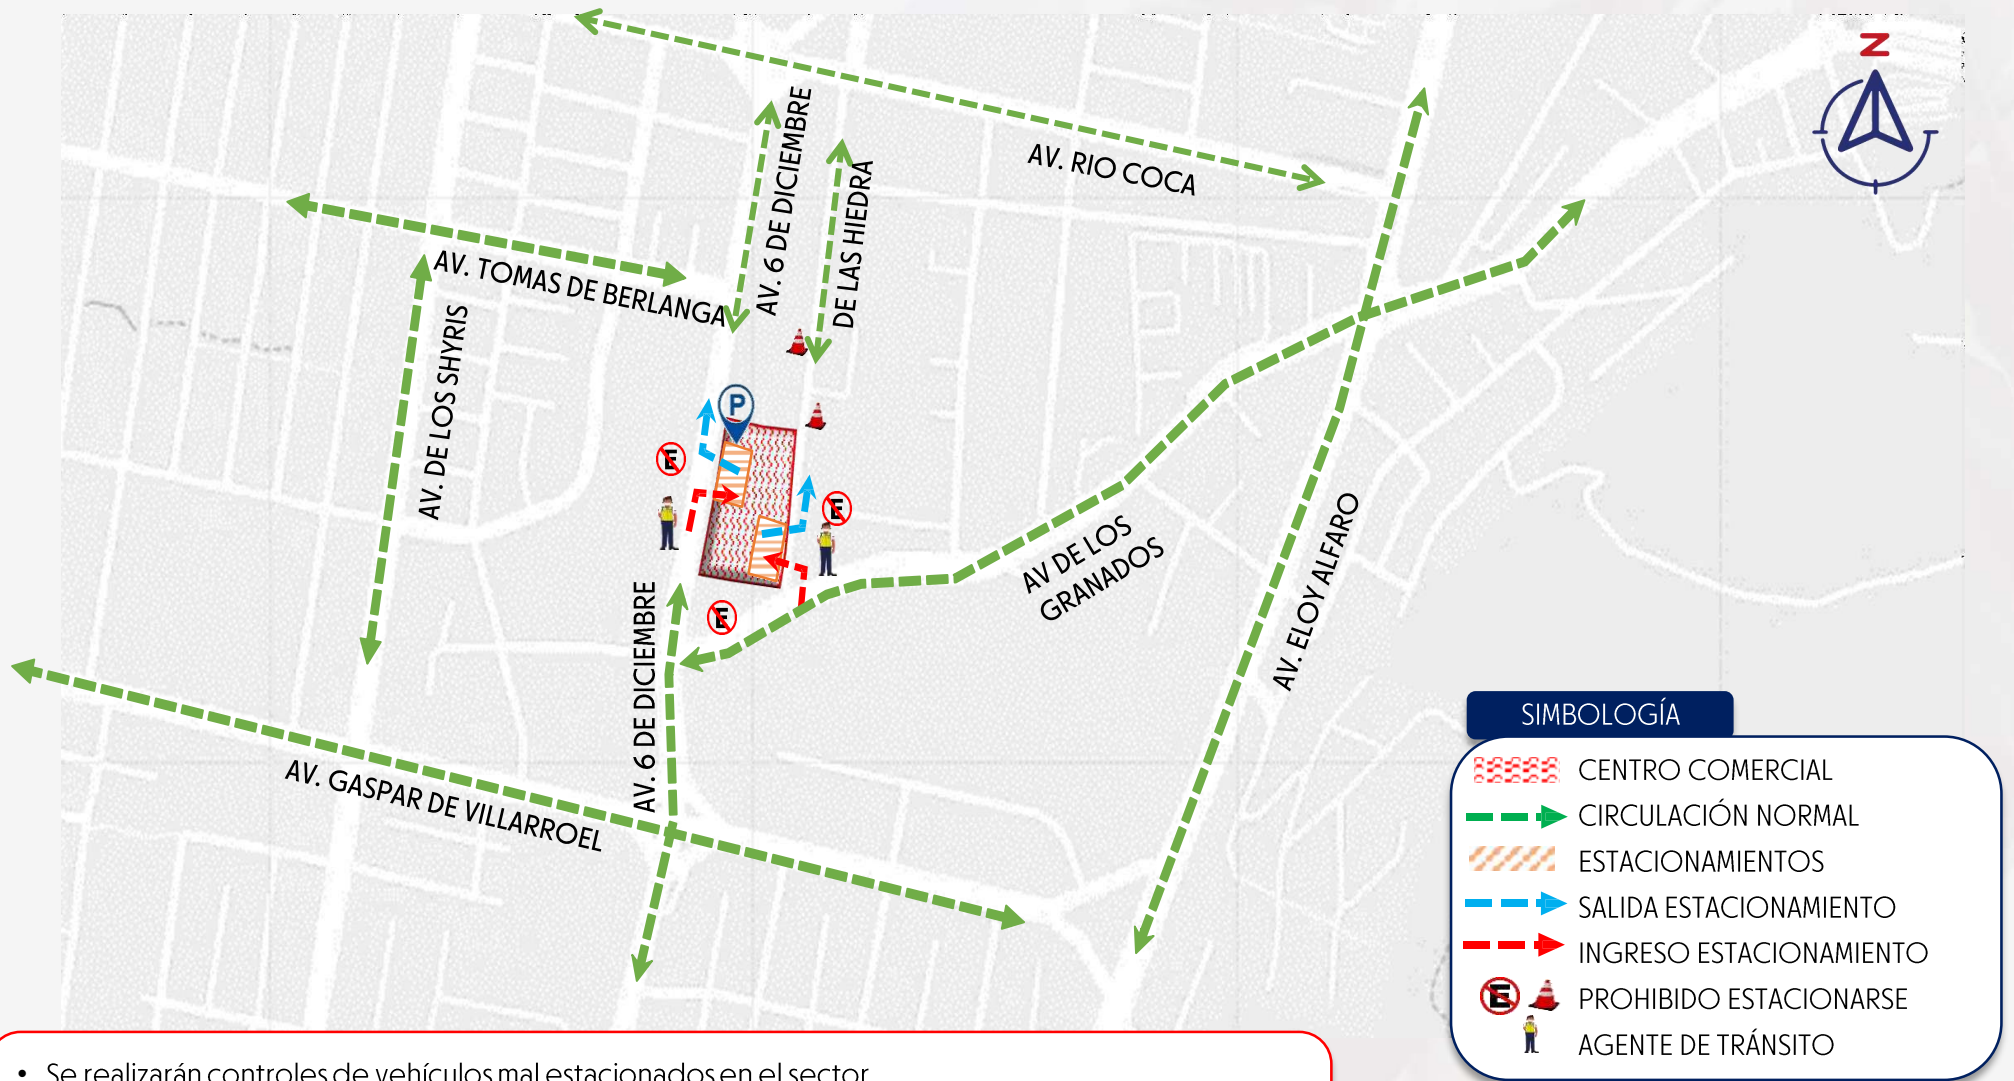 N
AV. 6 DE DICIEMBRE
AV. RIO COCA
DE LAS HIEDRA
AV. TOMAS DE BERLANGA
AV. DE LOS SHYRIS
P
E
E
E
AV DE LOS
GRANADOS
AV. ELOY ALFARO
AV. 6 DE DICIEMBRE
AV. GASPAR DE VILLARROEL
SIMBOLOGÍA
CENTRO COMERCIAL
CIRCULACIÓN NORMAL
ESTACIONAMIENTOS
SALIDA ESTACIONAMIENTO
INGRESO ESTACIONAMIENTO
E PROHIBIDO ESTACIONARSE
AGENTE DE TRÁNSITO
• Se realizarán controles de vehículos mal estacionados en el sector